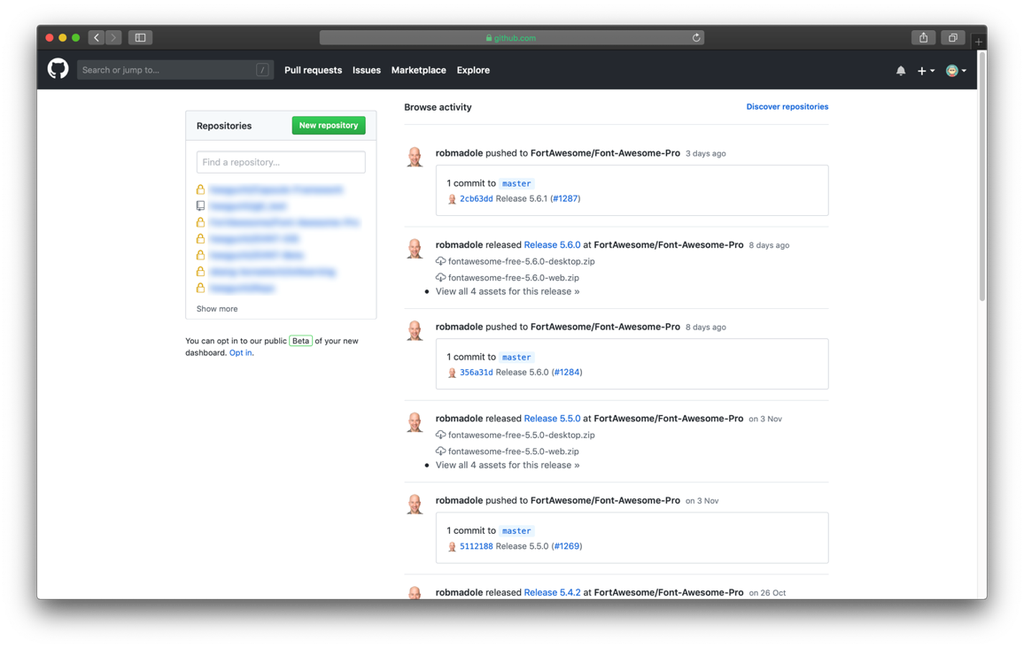 github.com
Search or jump to... /
Pull requests Issues Marketplace Explore
Repositories
New repository
Find a repository...
Show more
You can opt in to our public Beta of your new
dashboard. Opt in.
Browse activity
Discover repositories
robmadole pushed to FortAwesome/Font-Awesome-Pro 3 days ago
1 commit to master
2cb63dd Release 5.6.1 (#1287)
robmadole released Release 5.6.0 at FortAwesome/Font-Awesome-Pro 8 days ago
fontawesome-free-5.6.0-desktop.zip
fontawesome-free-5.6.0-web.zip
View all 4 assets for this release »
robmadole pushed to FortAwesome/Font-Awesome-Pro 8 days ago
1 commit to master
356a31d Release 5.6.0 (#1284)
robmadole released Release 5.5.0 at FortAwesome/Font-Awesome-Pro on 3 Nov
fontawesome-free-5.5.0-desktop.zip
fontawesome-free-5.5.0-web.zip
View all 4 assets for this release »
robmadole pushed to FortAwesome/Font-Awesome-Pro on 3 Nov
1 commit to master
5112188 Release 5.5.0 (#1269)
robmadole released Release 5.4.2 at FortAwesome/Font-Awesome-Pro on 26 Oct